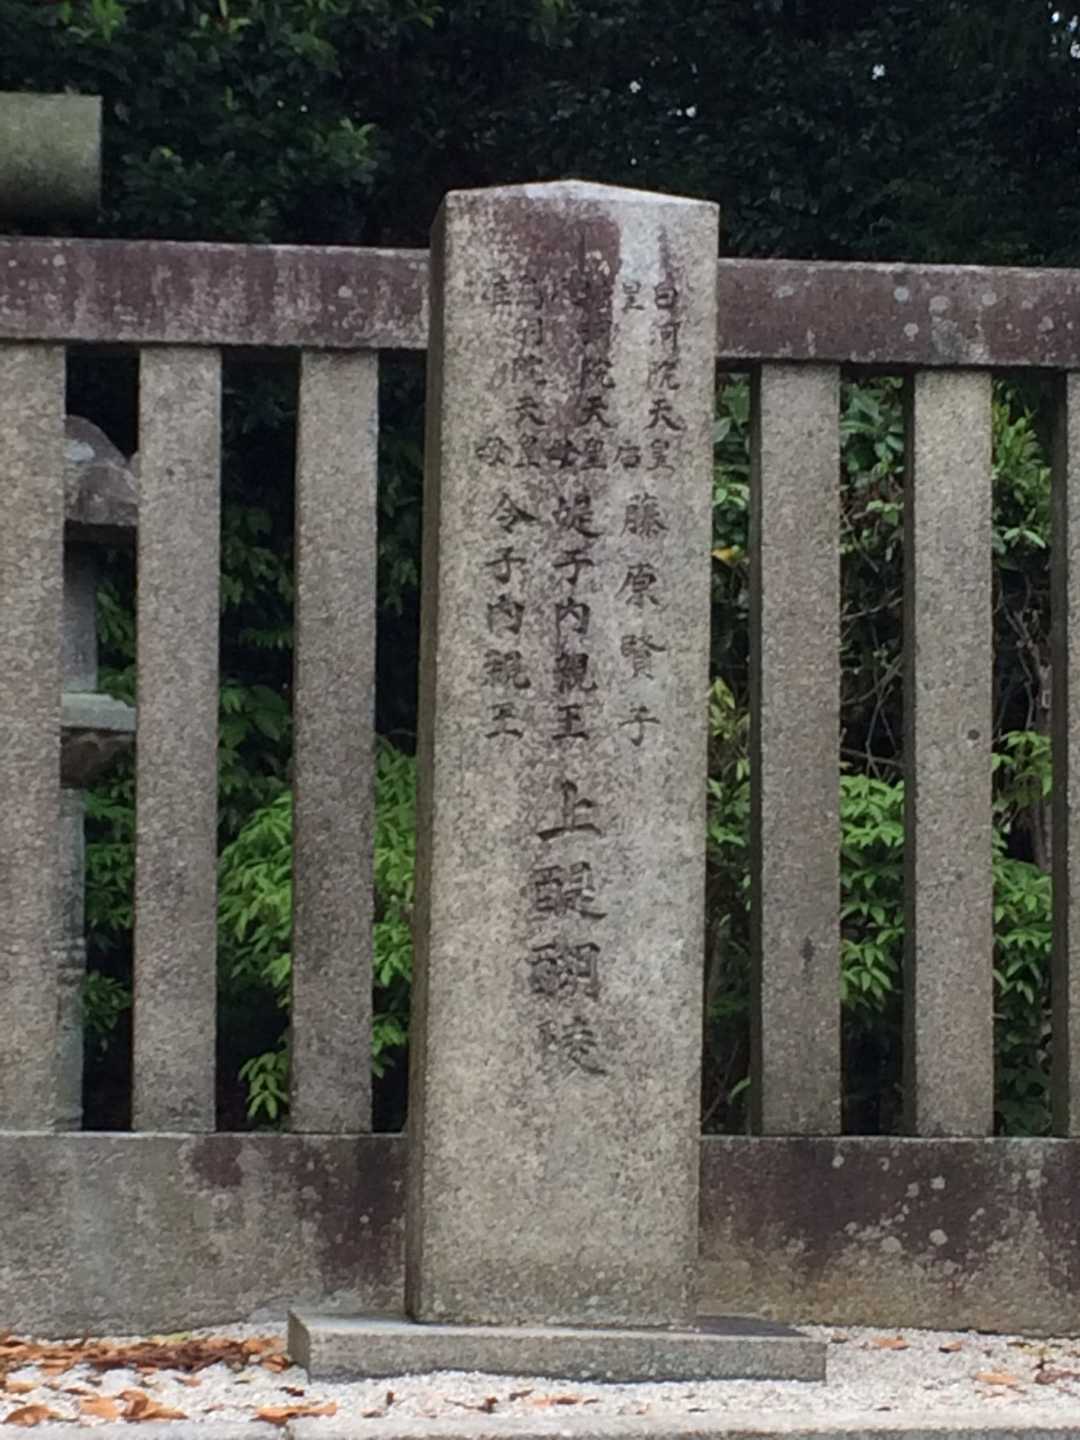 白河院天皇
皇后
藤原賢子
堀河院天皇
母
媞子内親王
鳥羽院天皇
母
令子内親王
上醍醐陵